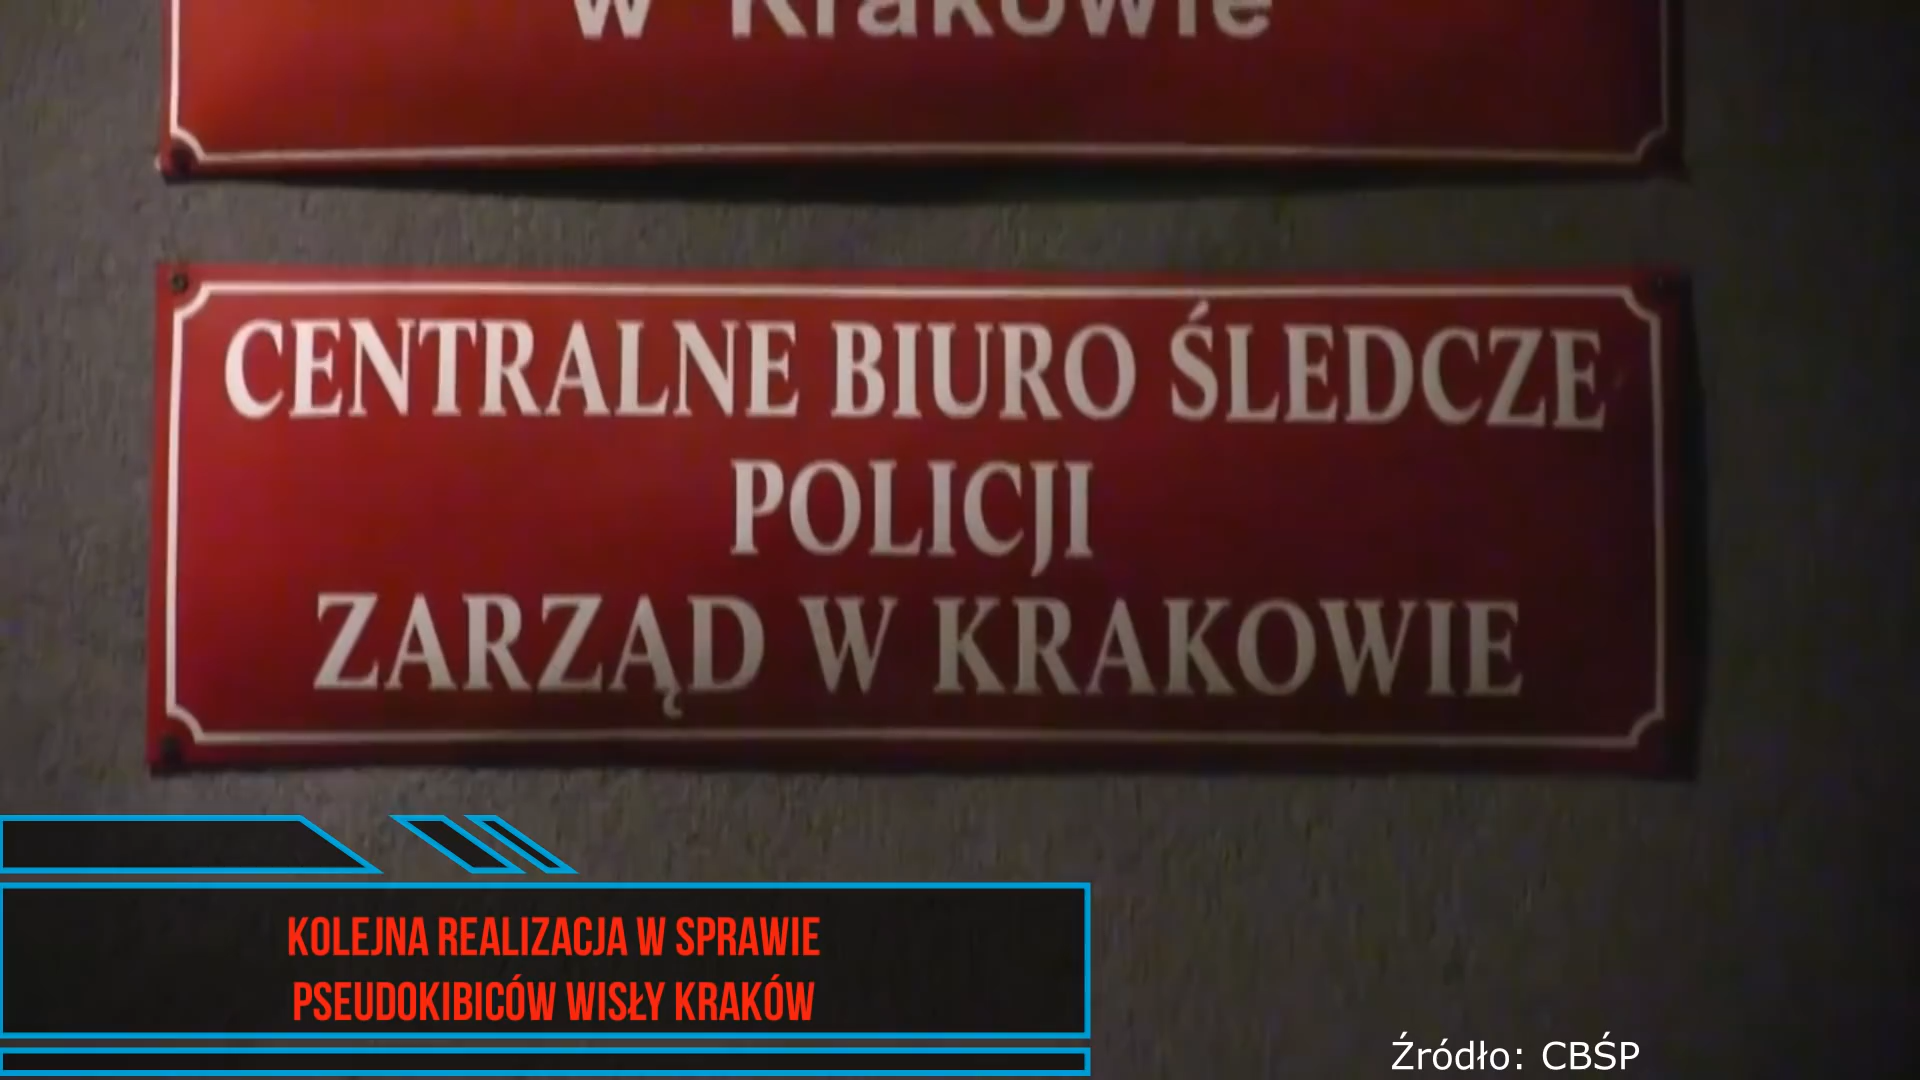 w Krakowie
CENTRALNE BIURO ŚLEDCZE
POLICJI
ZARZĄD W KRAKOWIE
KOLEJNA REALIZACJA W SPRAWIE
PSEUDOKIBICÓW WISŁY KRAKÓW
Źródło: CBŚP